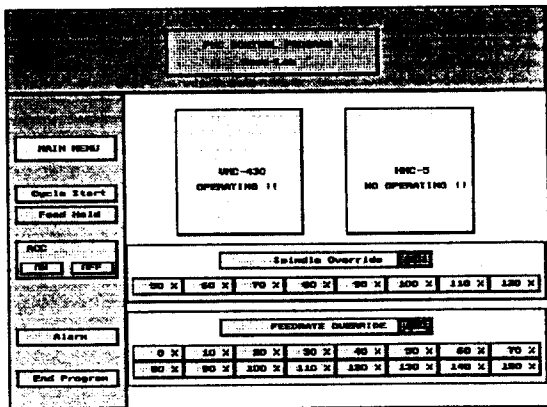 MAIN MENU
Cycle Start
Feed Hold
ACC
ON OFF
Alarm
End Program
VMC-430
OPERATING !!
HMC-5
NO OPERATING !!
Spindle Override
50 % 60 % 70 % 80 % 90 % 100 % 110 % 120 %
FEEDRATE OVERRIDE
0 % 10 % 20 % 30 % 40 % 50 % 60 % 70 %
80 % 90 % 100 % 110 % 120 % 130 % 140 % 150 %